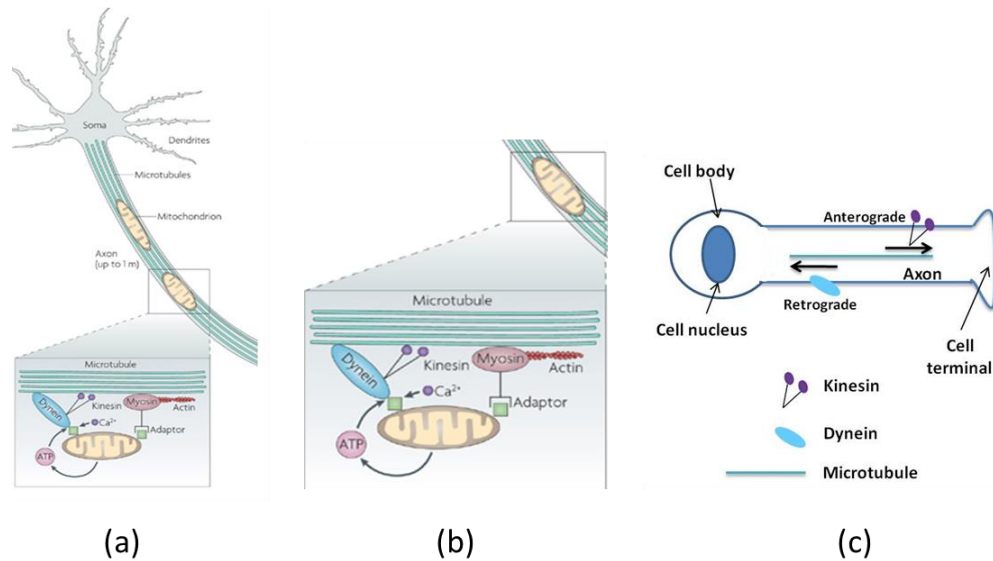 Soma
Dendrites
Microtubules
Mitochondrion
Axon
(up to 1 m)
Microtubule
Dynein
Kinesin
Myosin
Actin
Ca²⁺
Adaptor
ATP
(a)
Microtubule
Dynein
Kinesin
Myosin
Actin
Ca²⁺
Adaptor
ATP
(b)
Cell body
Anterograde
Axon
Retrograde
Cell nucleus
Cell
terminal
Kinesin
Dynein
Microtubule
(c)